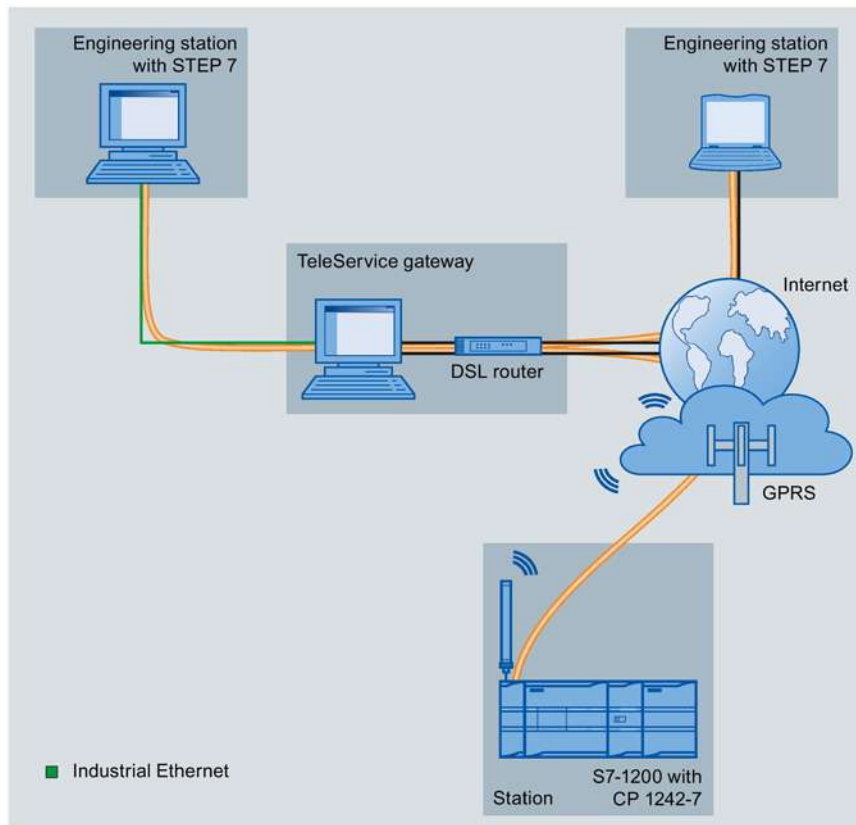 Engineering station
with STEP 7
Engineering station
with STEP 7
TeleService gateway
Internet
DSL router
GPRS
Industrial Ethernet
Station
S7-1200 with
CP 1242-7